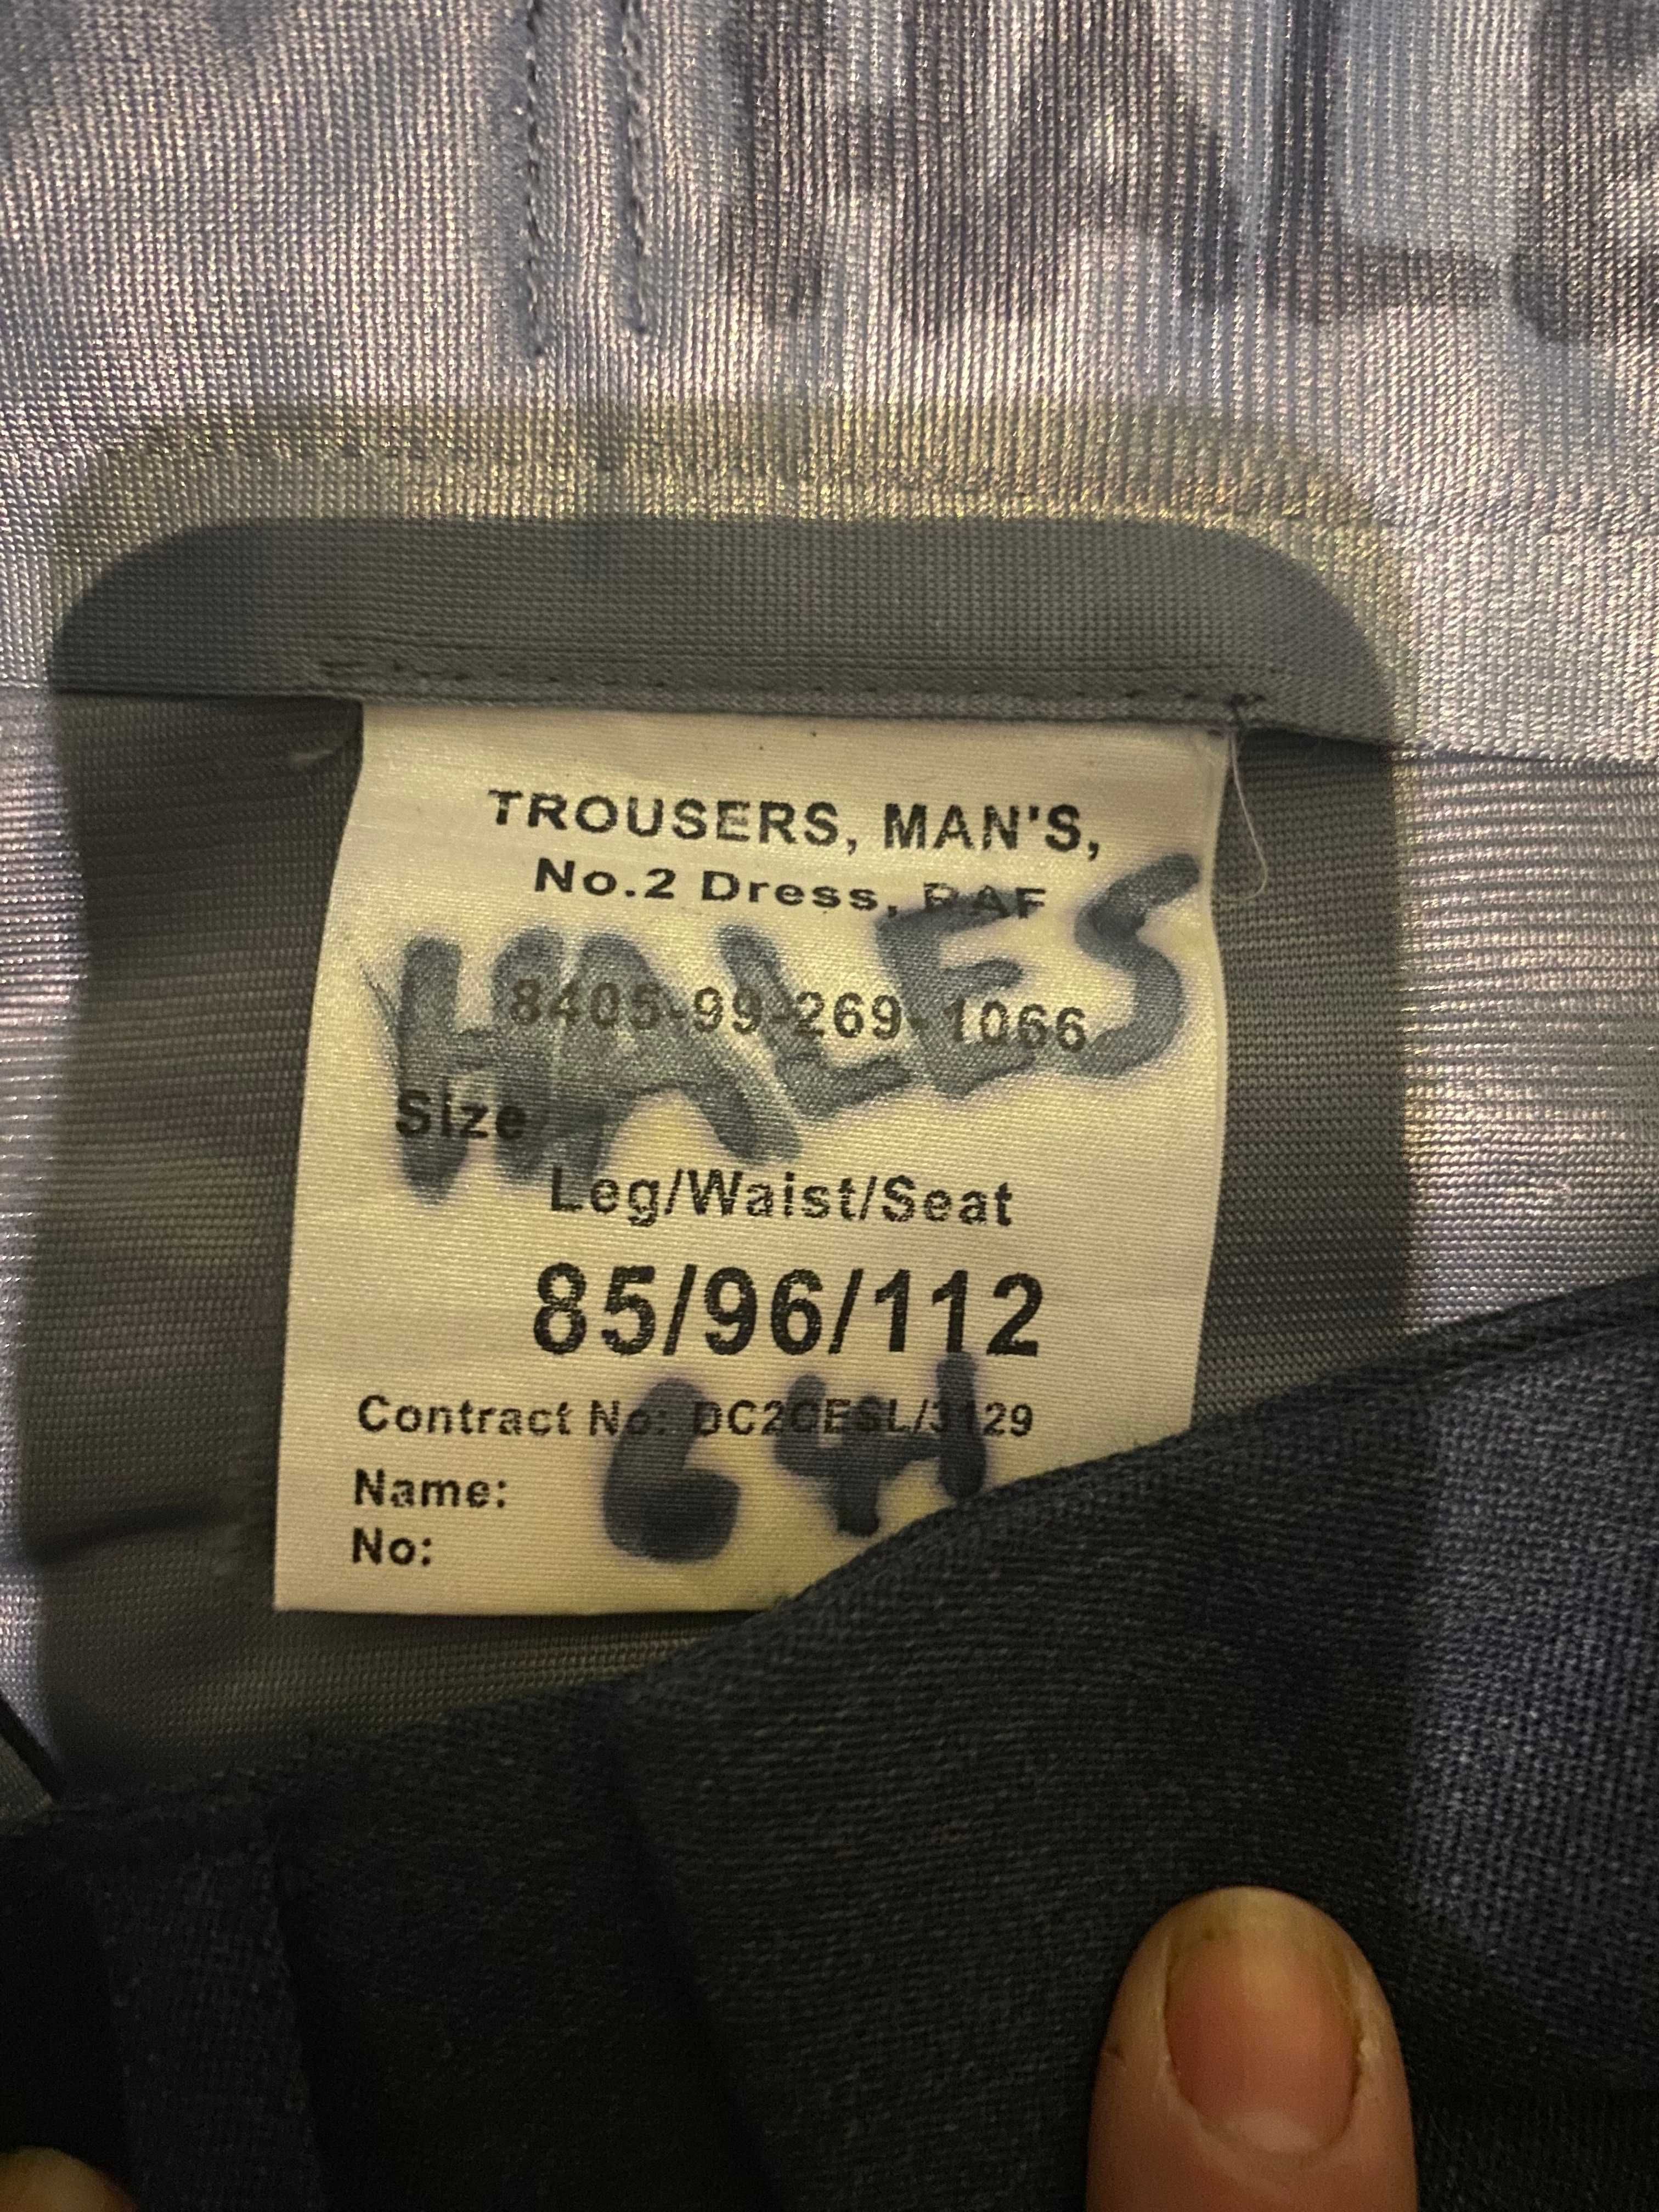 TROUSERS, MAN'S,
No.2 Dress, RAF
HALES
8405-99-269-1066
Size
Leg/Waist/Seat
85/96/112
Contract No: DC2CESL/3129
641
Name:
No: